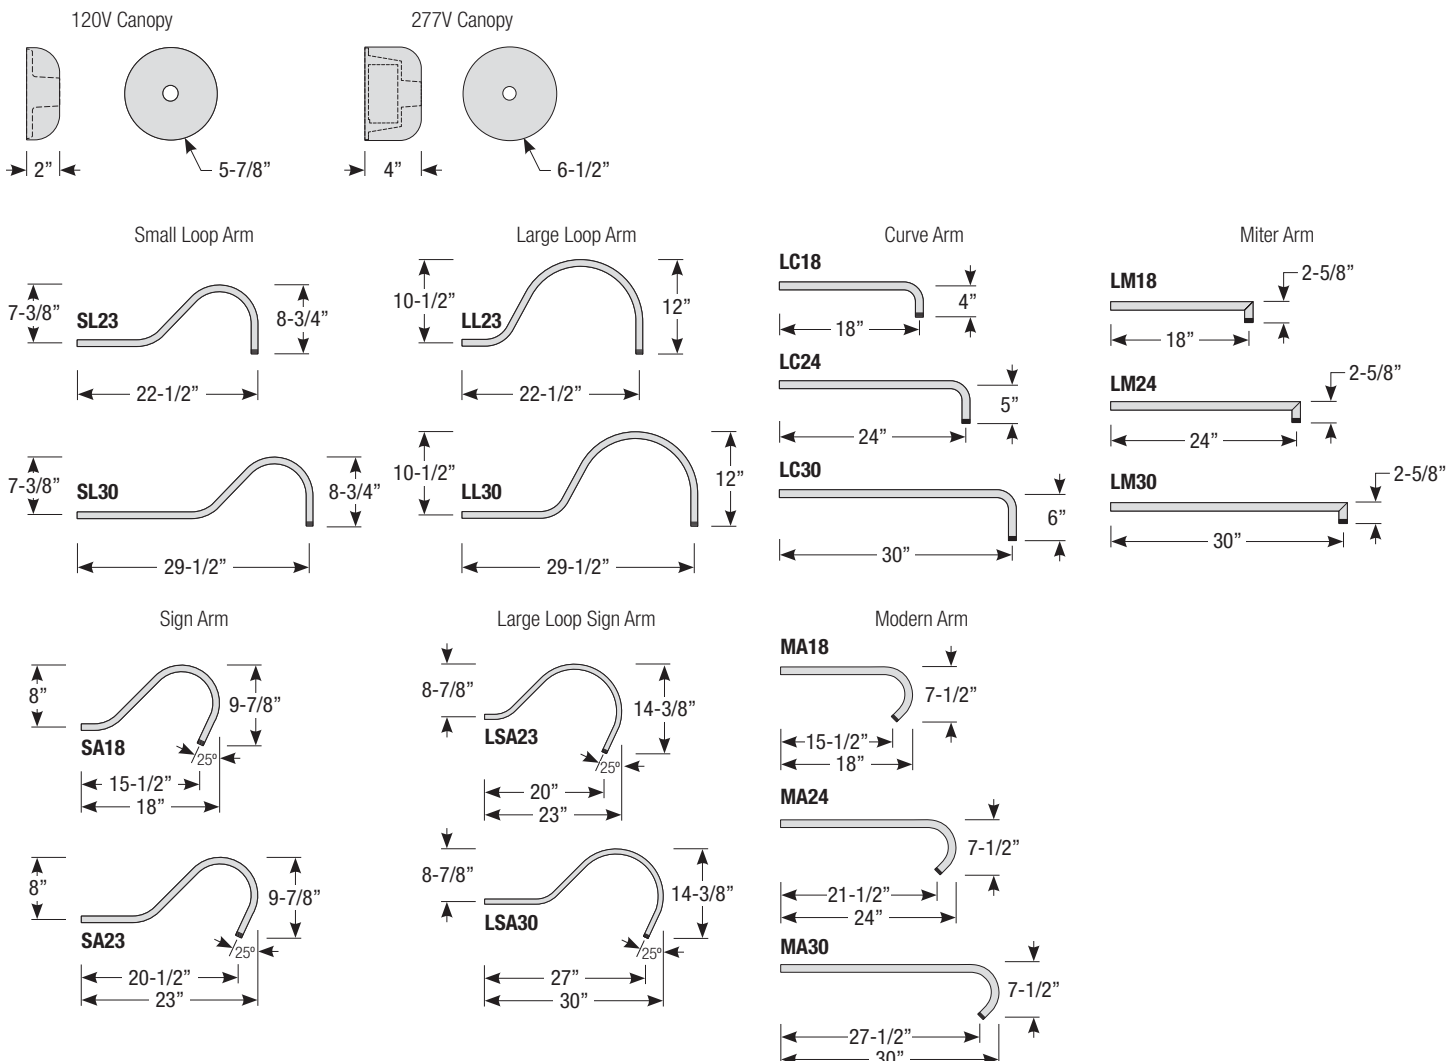 120V Canopy
277V Canopy
2”
5-7/8”
4”
6-1/2”
Small Loop Arm
7-3/8”
SL23
8-3/4”
22-1/2”
7-3/8”
SL30
8-3/4”
29-1/2”
Large Loop Arm
10-1/2”
LL23
12”
22-1/2”
10-1/2”
LL30
12”
29-1/2”
Curve Arm
LC18
4”
18”
LC24
5”
24”
LC30
6”
30”
Miter Arm
LM18
2-5/8”
18”
LM24
2-5/8”
24”
LM30
2-5/8”
30”
Sign Arm
8”
9-7/8”
SA18
25º
15-1/2”
18”
8”
9-7/8”
SA23
25º
20-1/2”
23”
Large Loop Sign Arm
8-7/8”
14-3/8”
LSA23
25º
20”
23”
8-7/8”
14-3/8”
LSA30
25º
27”
30”
Modern Arm
MA18
7-1/2”
15-1/2”
18”
MA24
7-1/2”
21-1/2”
24”
MA30
7-1/2”
27-1/2”
30”